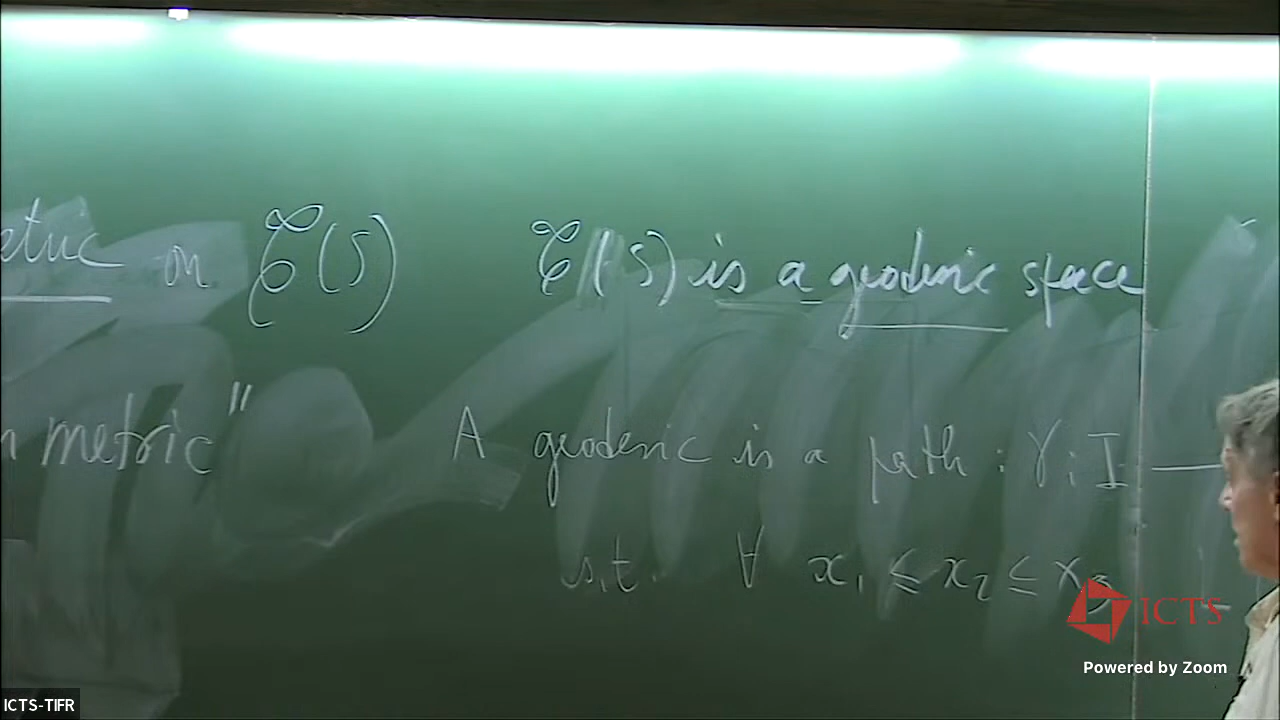 etric on 𝒯(S)
𝒯(S) is a geodesic space
n metric"
A geodesic is a path : γ : I —
s.t. ∀ x₁ ≤ x₂ ≤ x₃
ICTS
Powered by Zoom
ICTS-TIFR